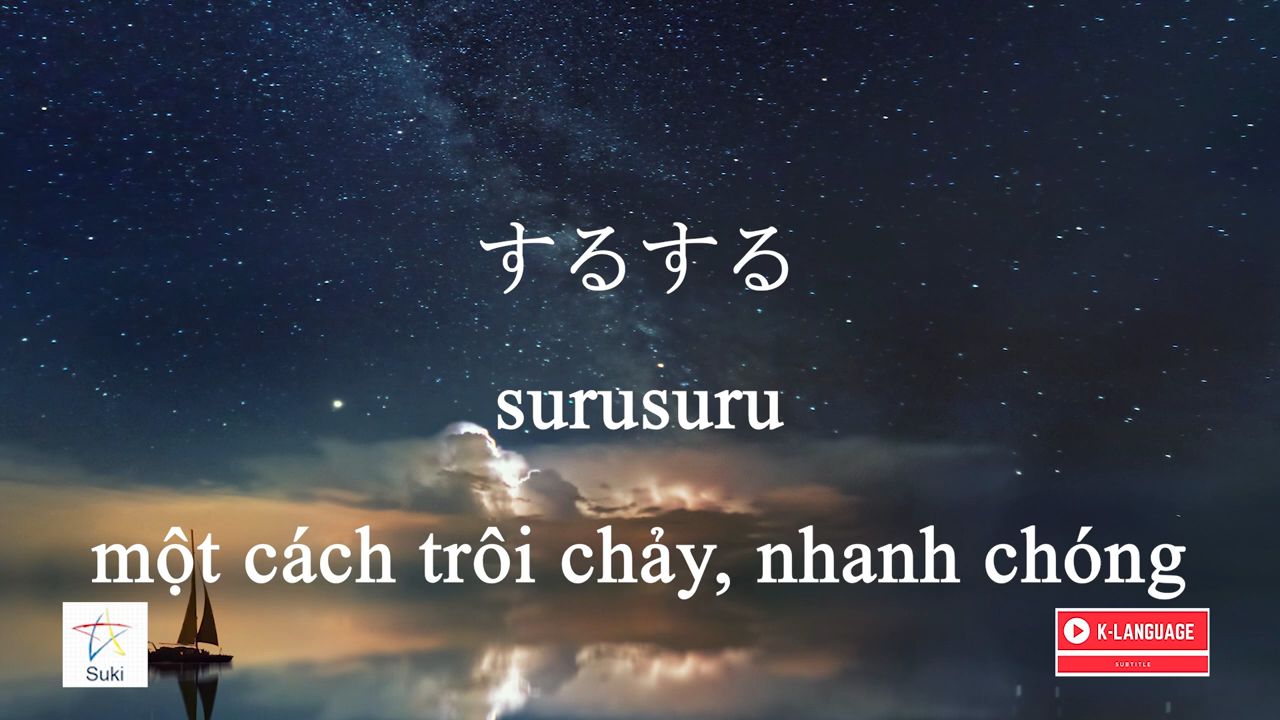 するする
surusuru
một cách trôi chảy, nhanh chóng
Suki
K-LANGUAGE
SUBTITLE